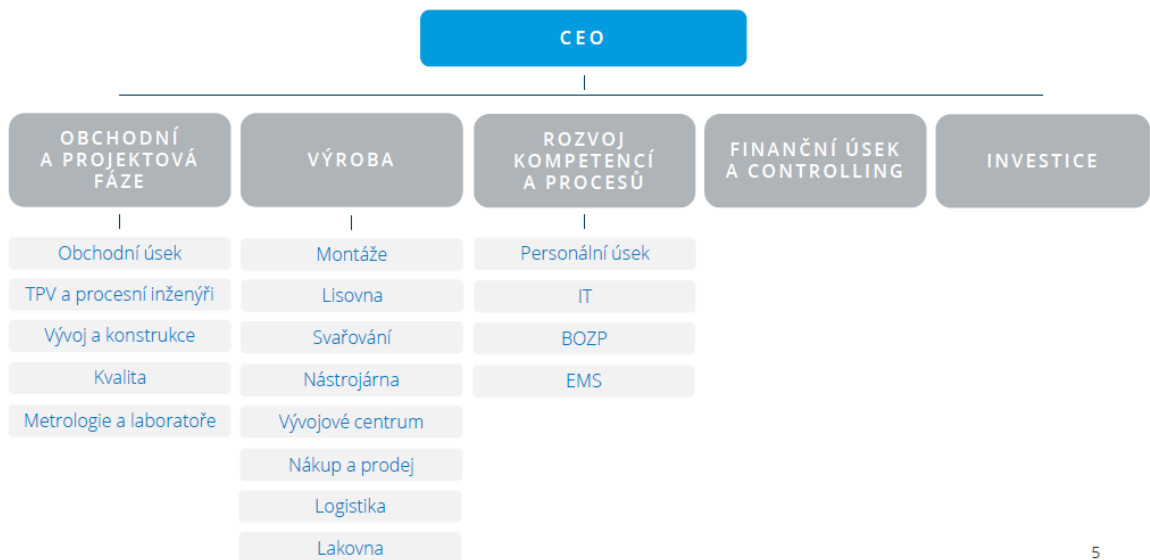 CEO
OBCHODNÍ
A PROJEKTOVÁ
FÁZE
VÝROBA
ROZVOJ
KOMPETENCÍ
A PROCESŮ
FINANČNÍ ÚSEK
A CONTROLLING
INVESTICE
Obchodní úsek
TPV a procesní inženýři
Vývoj a konstrukce
Kvalita
Metrologie a laboratoře
Montáže
Lisovna
Svařování
Nástrojárna
Vývojové centrum
Nákup a prodej
Logistika
Lakovna
Personální úsek
IT
BOZP
EMS
5